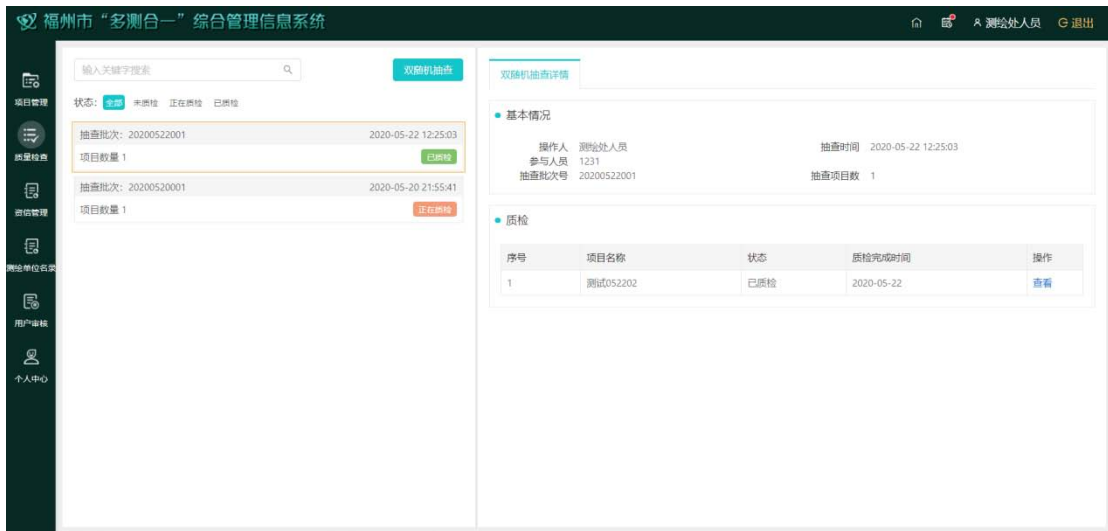 福州市“多测合一”综合管理信息系统
测绘处人员 退出
项目管理
质量检查
资信管理
测绘单位名录
用户审核
个人中心
输入关键字搜索 双随机抽查
状态: 全部 未质检 正在质检 已质检
抽查批次: 20200522001 2020-05-22 12:25:03
项目数量 1 已质检
抽查批次: 20200520001 2020-05-20 21:55:41
项目数量 1 正在质检
双随机抽查详情
基本情况
操作人 测绘处人员 抽查时间 2020-05-22 12:25:03
参与人员 1231
抽查批次号 20200522001 抽查项目数 1
质检
序号 项目名称 状态 质检完成时间 操作
1 测试052202 已质检 2020-05-22 查看